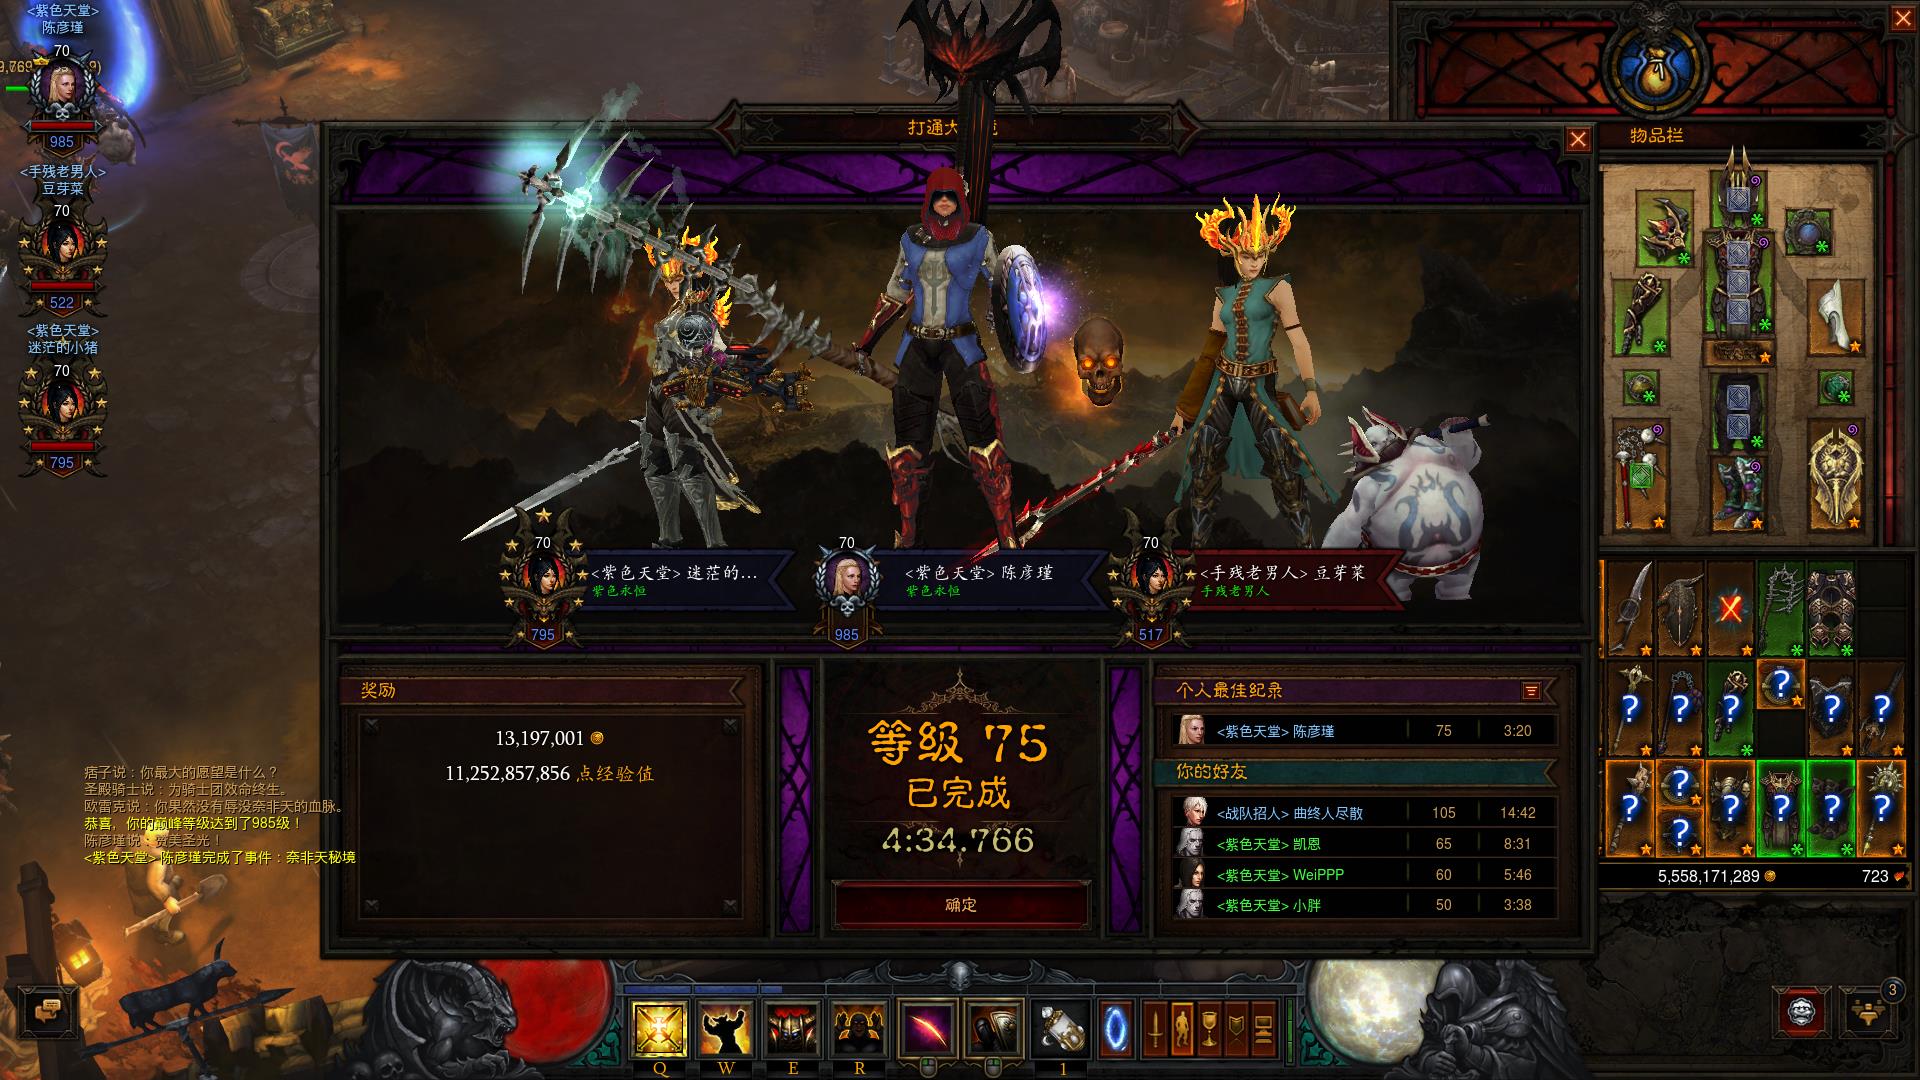 <紫色天堂>
陈彦瑾
70
985
<手残老男人>
豆芽菜
70
522
<紫色天堂>
迷茫的小猪
70
795
打通大
物品栏
70
<紫色天堂> 迷茫的...
紫色永恒
795
70
<紫色天堂> 陈彦瑾
紫色永恒
985
70
<手残老男人> 豆芽菜
手残老男人
517
奖励
13,197,001
11,252,857,856 点经验值
等级 75
已完成
4:34.766
确定
个人最佳纪录
<紫色天堂> 陈彦瑾 75 3:20
你的好友
<战队招人> 曲终人尽散 105 14:42
<紫色天堂> 凯恩 65 8:31
<紫色天堂> WeiPPP 60 5:46
<紫色天堂> 小胖 50 3:38
痞子说：你最大的愿望是什么？
圣殿骑士说：为骑士团效命终生。
欧雷克说：你果然没有辱没奈非天的血脉。
恭喜，你的巅峰等级达到了985级！
陈彦瑾说：赞美圣光！
<紫色天堂> 陈彦瑾完成了事件：奈非天秘境
? ? ? ? ? ?
? ? ? ? ? ?
?
5,558,171,289 723
Q W E R 1
3